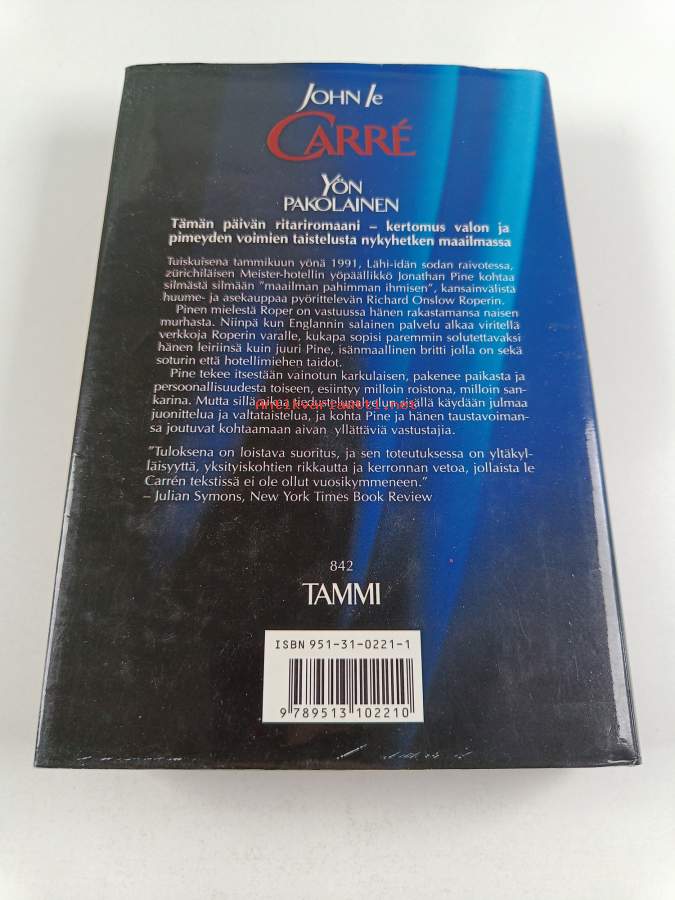 JOHN le
CARRÉ
YÖN
PAKOLAINEN
Tämän päivän ritariromaani – kertomus valon ja
pimeyden voimien taistelusta nykyhetken maailmassa
Tuiskuisena tammikuun yönä 1991, Lähi-idän sodan raivotessa,
zürichiläisen Meister-hotellin yöpäällikkö Jonathan Pine kohtaa
silmästä silmään "maailman pahimman ihmisen", kansainvälistä
huume- ja asekauppaa pyörittelevän Richard Onslow Roperin.
Pinen mielestä Roper on vastuussa hänen rakastamansa naisen
murhasta. Niinpä kun Englannin salainen palvelu alkaa viritellä
verkkoja Roperin varalle, kukapa sopisi paremmin solutettavaksi
hänen leiriinsä kuin juuri Pine, isänmaallinen britti jolla on sekä
soturin että hotellimiehen taidot.
Pine tekee itsestään vainotun karkulaisen, pakenee paikasta ja
persoonallisuudesta toiseen, esiintyy milloin roistona, milloin san-
karina. Mutta sillä aikaa tiedustelupalvelun sisällä käydään julmaa
juonittelua ja valtataistelua, ja kohta Pine ja hänen taustavoiman-
sa joutuvat kohtaamaan aivan yllättäviä vastustajia.
Antikvariaatti.net
"Tuloksena on loistava suoritus, ja sen toteutuksessa on yltäkyl-
läisyyttä, yksityiskohtien rikkautta ja kerronnan vetoa, jollaista le
Carrén tekstissä ei ole ollut vuosikymmeneen."
– Julian Symons, New York Times Book Review
842
TAMMI
ISBN 951-31-0221-1
9 789513 102210